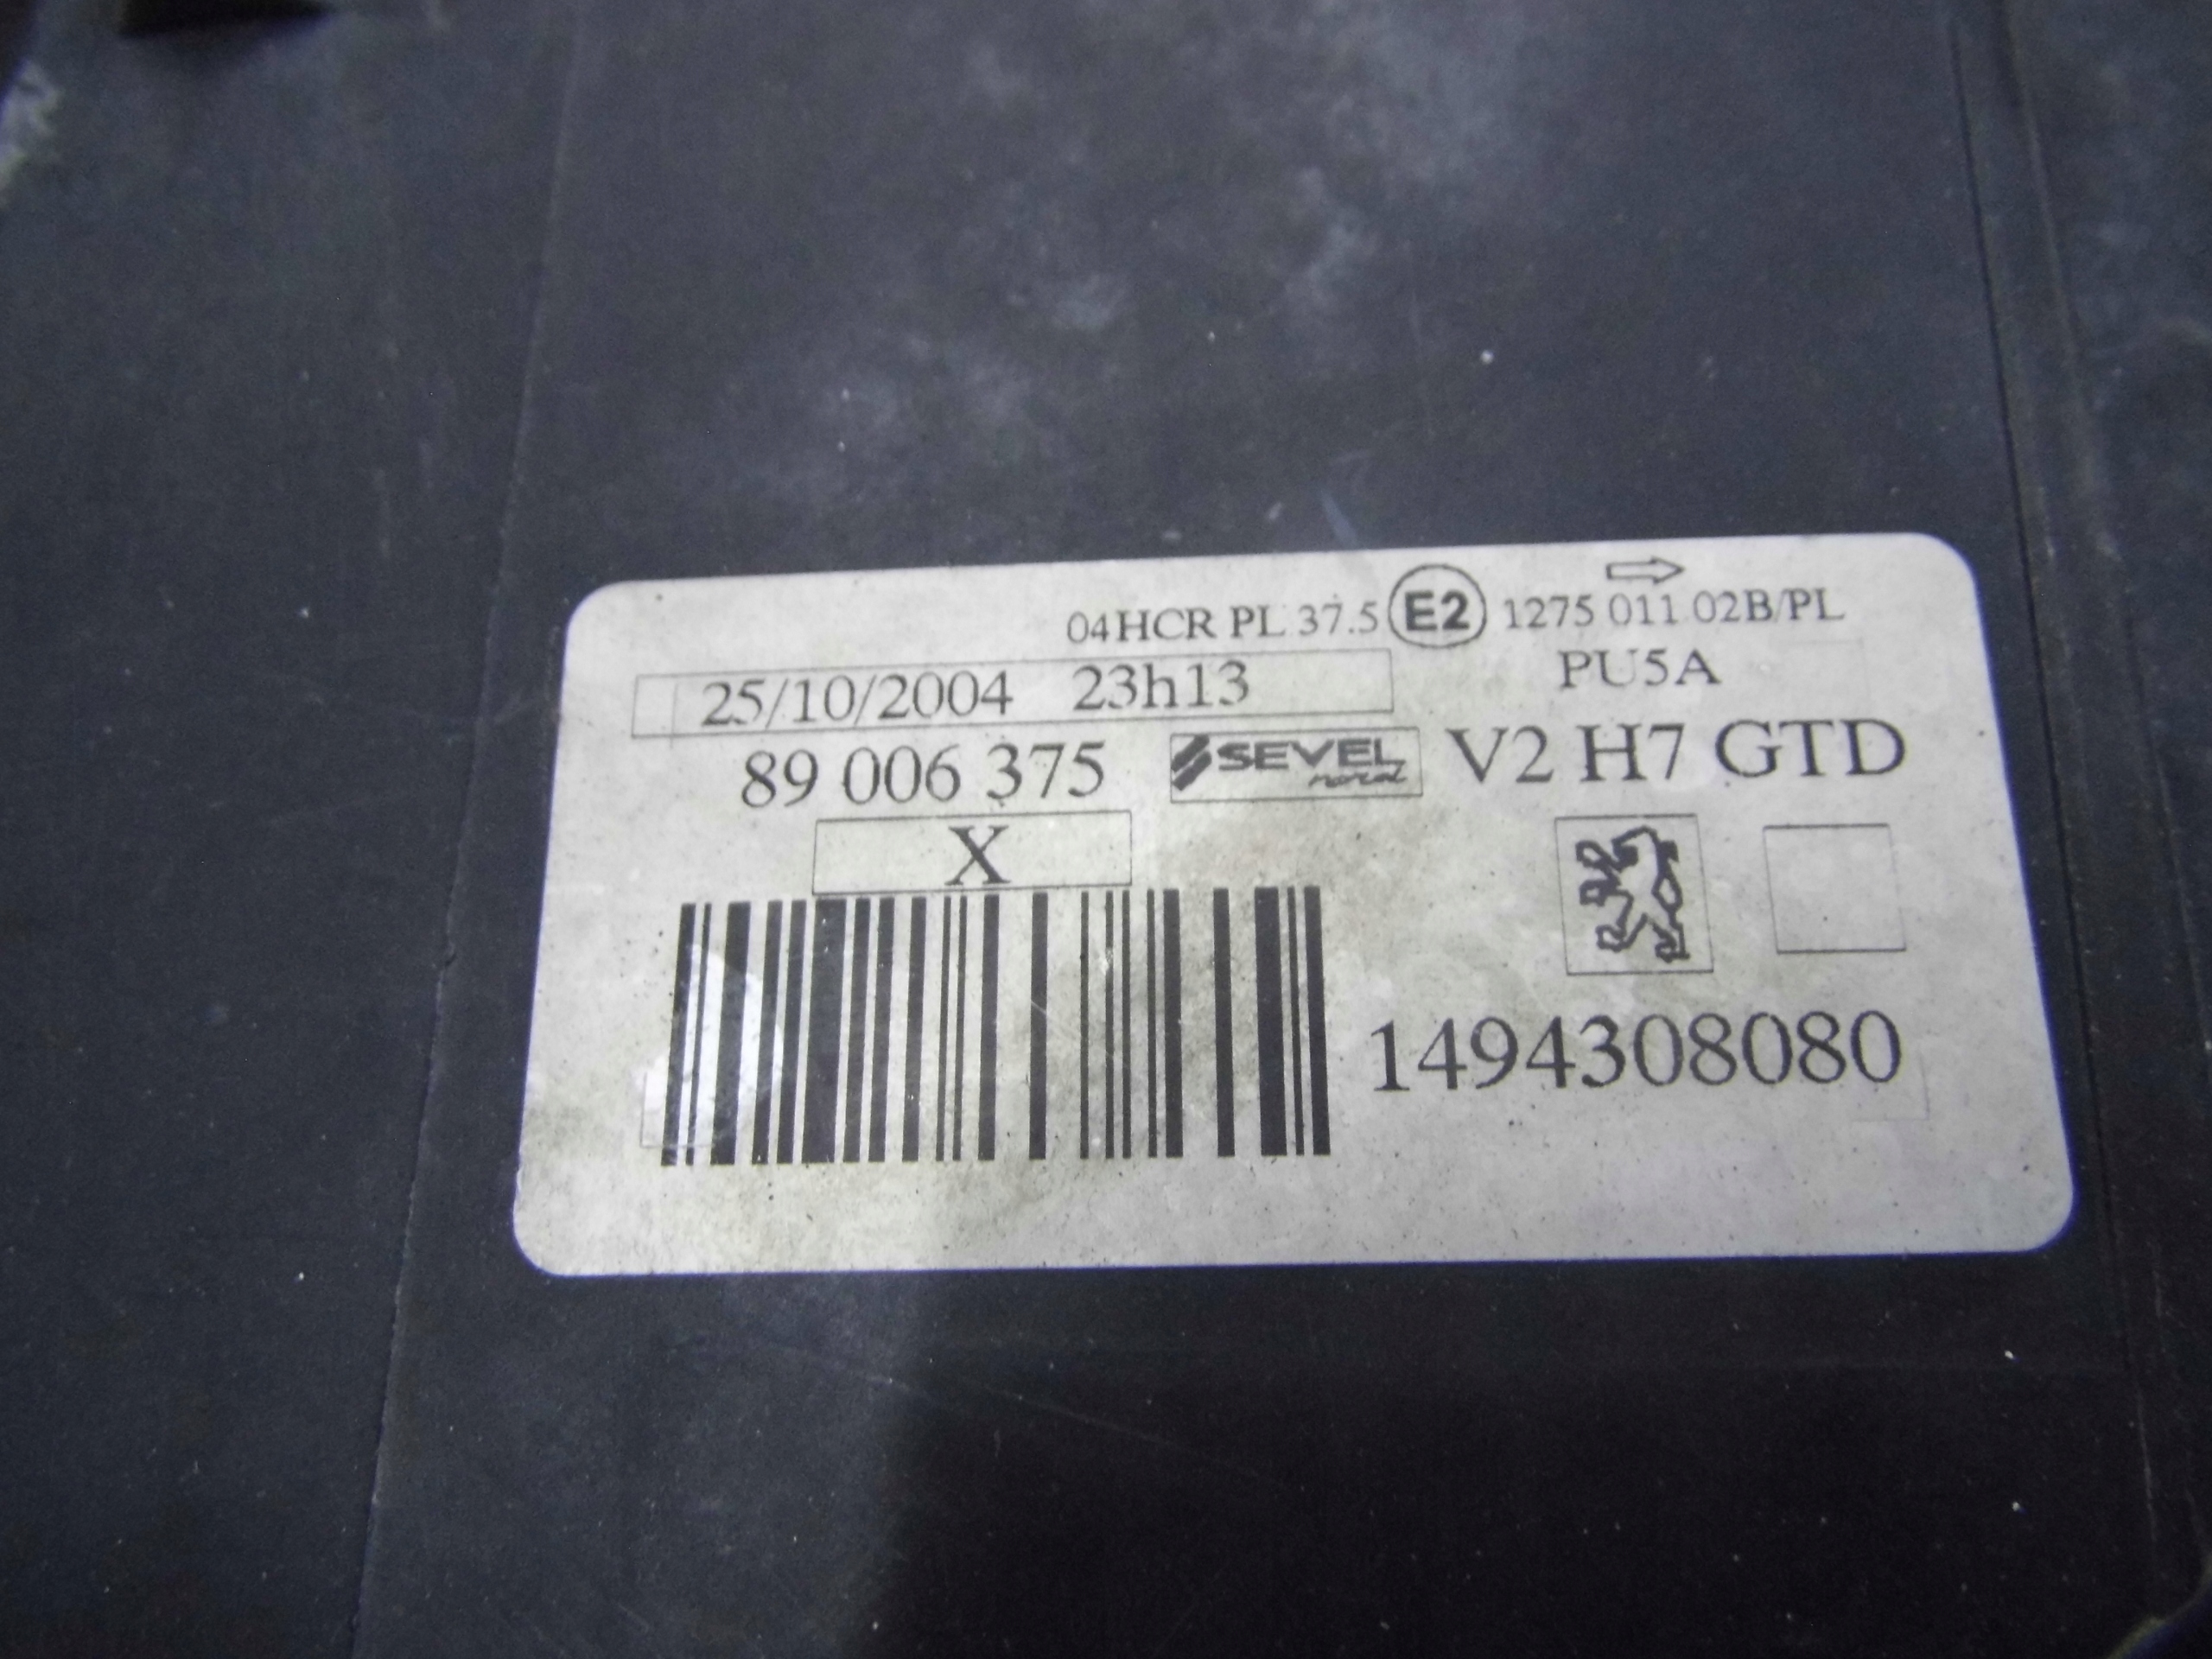 04HCR PL 37.5 E2 1275 011 02B/PL
25/10/2004 23h13 PU5A
89 006 375 SEVEL nord V2 H7 GTD
X
1494308080